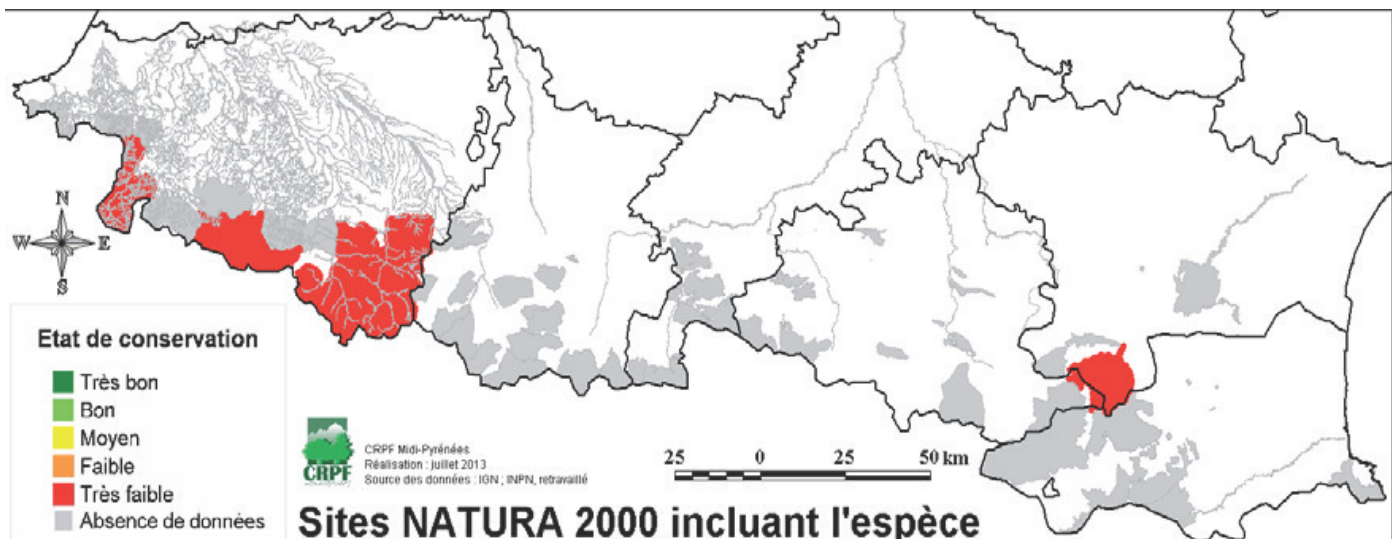 N
W E
S
Etat de conservation
Très bon
Bon
Moyen
Faible
Très faible
Absence de données
CRPF
CRPF Midi-Pyrénées
Réalisation : juillet 2013
Source des données : IGN ; INPN, retravaillé
25 0 25 50 km
Sites NATURA 2000 incluant l'espèce